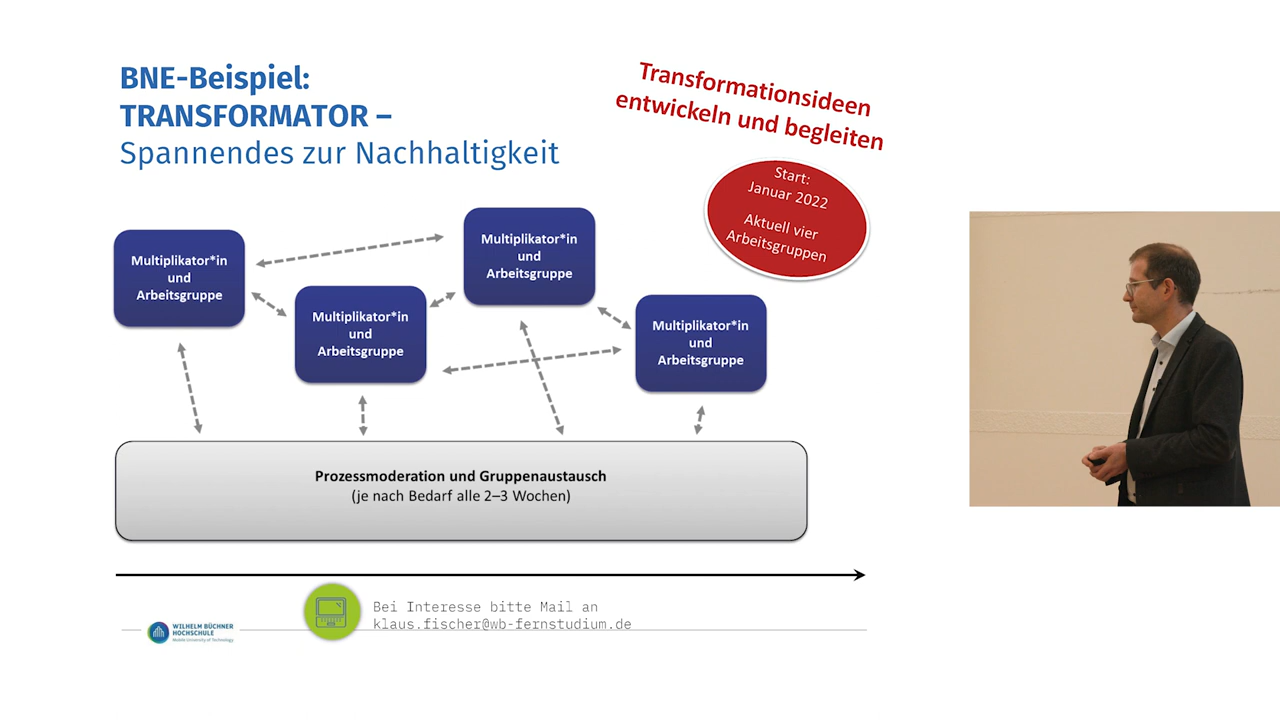 BNE-Beispiel:
TRANSFORMATOR –
Spannendes zur Nachhaltigkeit
Transformationsideen
entwickeln und begleiten
Start:
Januar 2022
Aktuell vier
Arbeitsgruppen
Multiplikator*in
und
Arbeitsgruppe
Multiplikator*in
und
Arbeitsgruppe
Multiplikator*in
und
Arbeitsgruppe
Multiplikator*in
und
Arbeitsgruppe
Prozessmoderation und Gruppenaustausch
(je nach Bedarf alle 2–3 Wochen)
Bei Interesse bitte Mail an
klaus.fischer@wb-fernstudium.de
WILHELM BÜCHNER
HOCHSCHULE
Mobile University of Technology